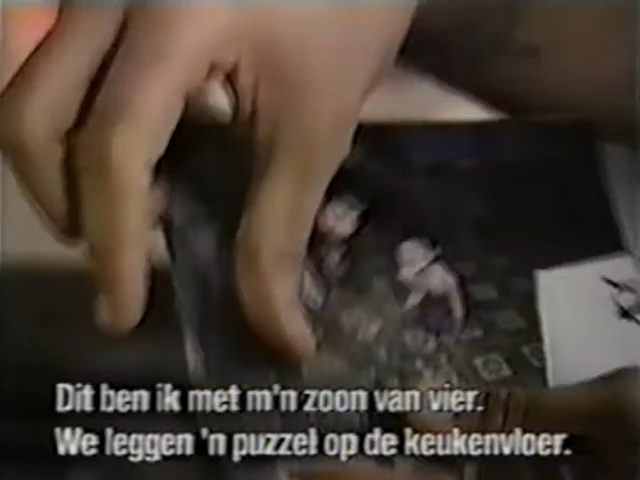 Dit ben ik met m'n zoon van vier.
We leggen 'n puzzel op de keukenvloer.